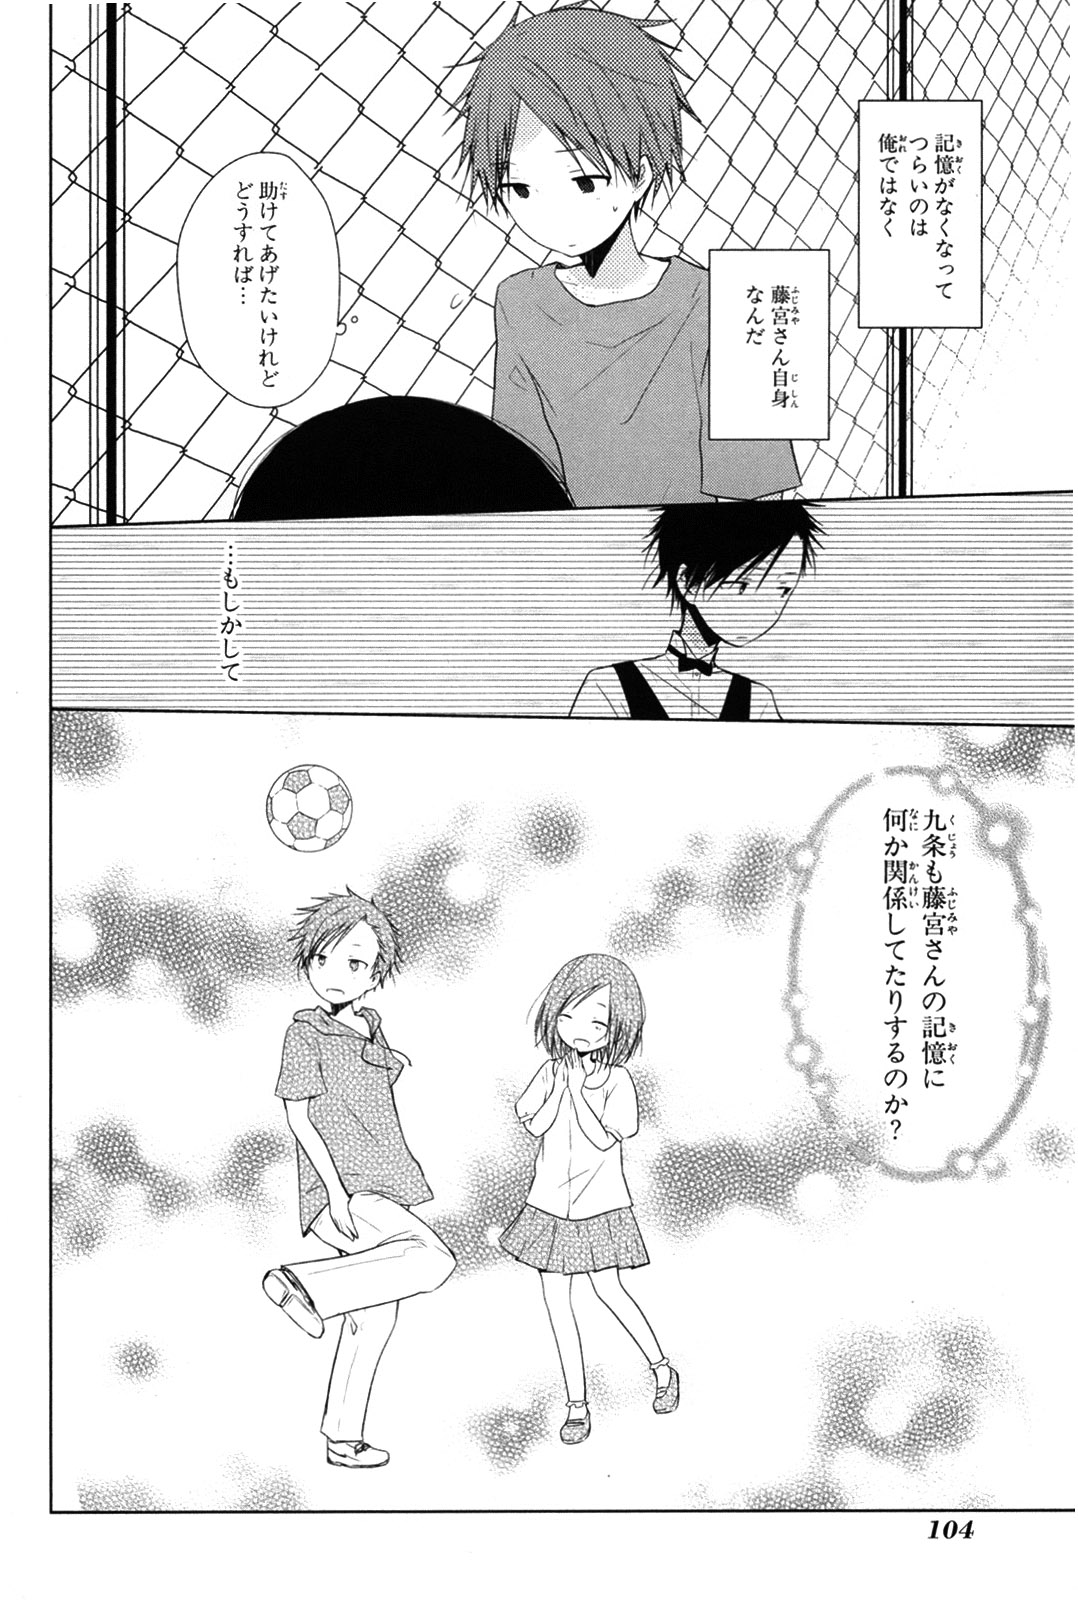 記憶がなくなって
つらいのは
俺ではなく
藤宮さん自身
なんだ
助けてあげたいけれど
どうすれば…
…もしかして
九条も藤宮さんの記憶に
何か関係してたりするのか？
104